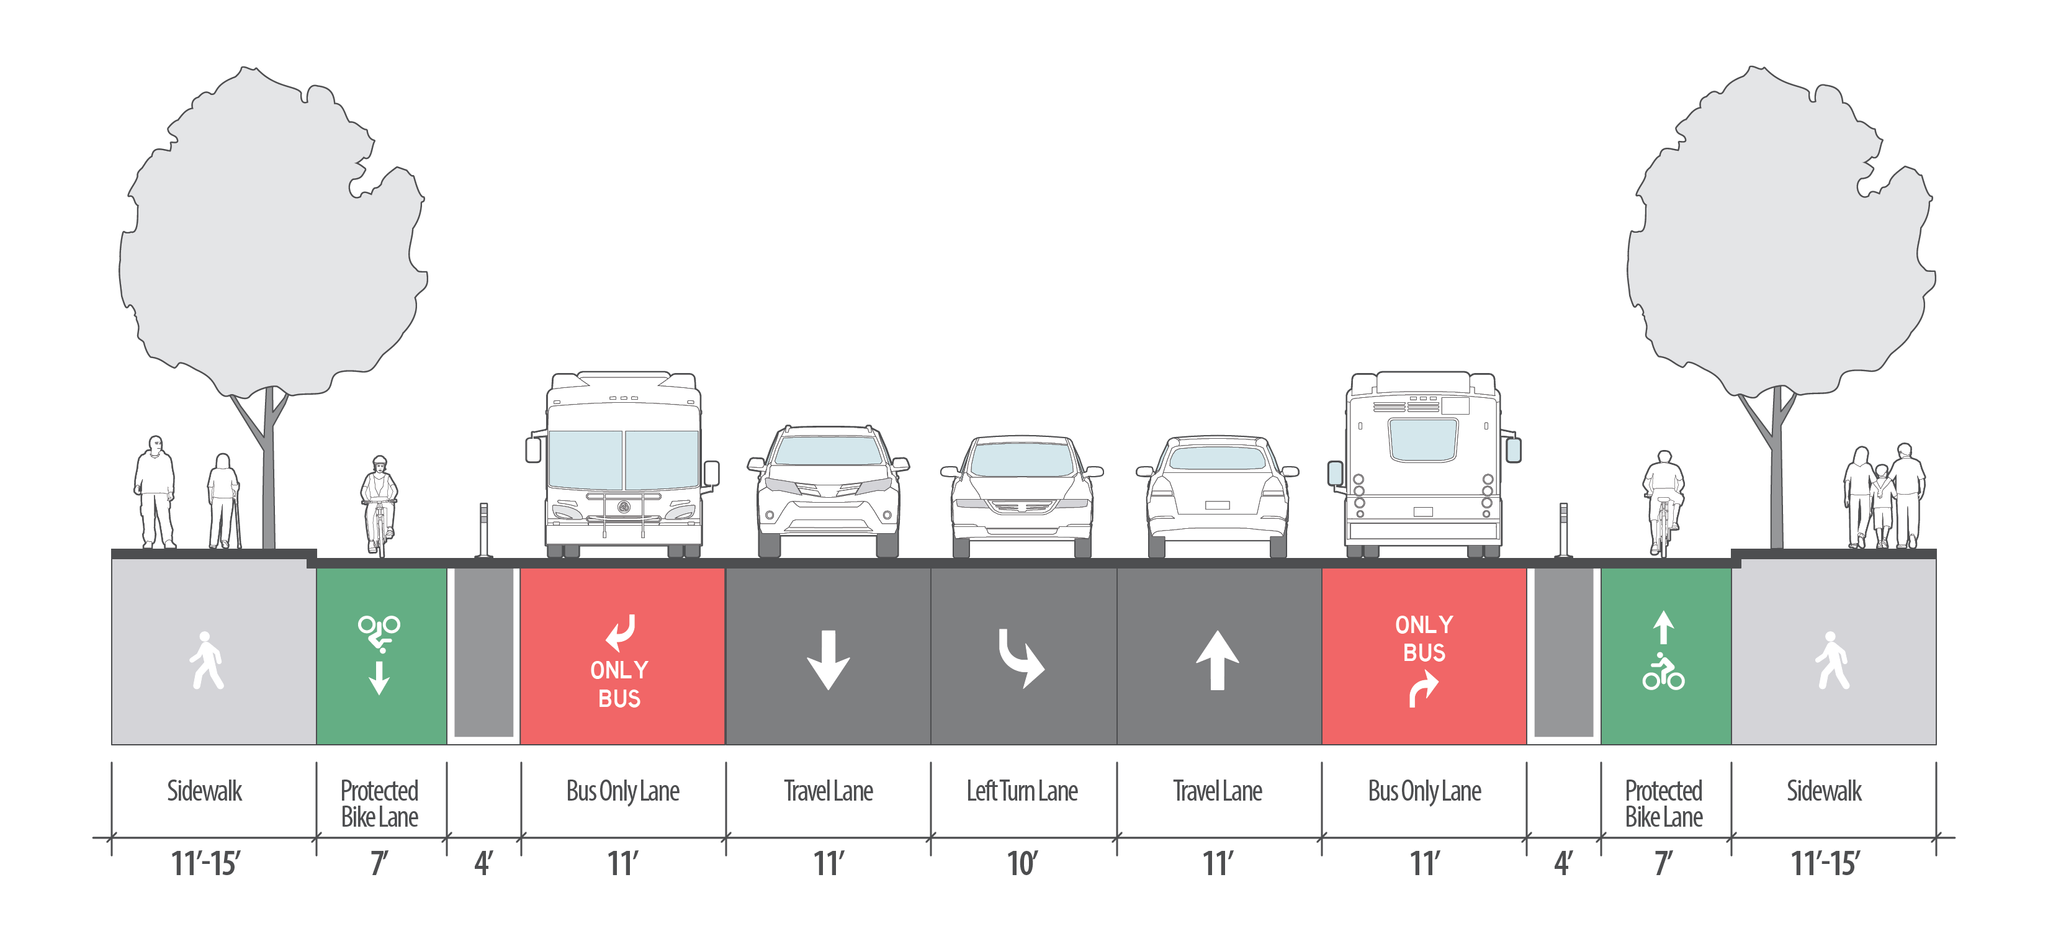 ONLY
BUS
ONLY
BUS
Sidewalk
Protected
Bike Lane
Bus Only Lane
Travel Lane
Left Turn Lane
Travel Lane
Bus Only Lane
Protected
Bike Lane
Sidewalk
11’-15’
7’
4’
11’
11’
10’
11’
11’
4’
7’
11’-15’